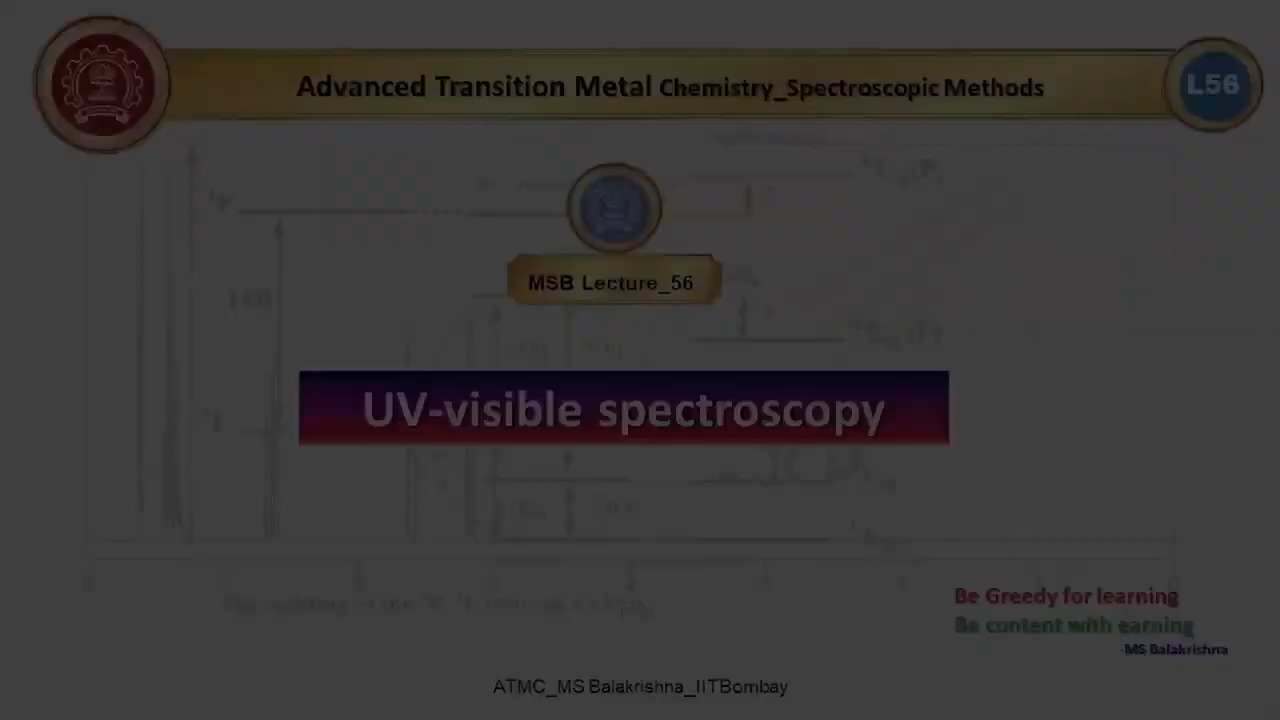 Advanced Transition Metal Chemistry_Spectroscopic Methods
L56
MSB Lecture_56
UV-visible spectroscopy
Be Greedy for learning
Be content with earning
-MS Balakrishna
ATMC_MS Balakrishna_IITBombay